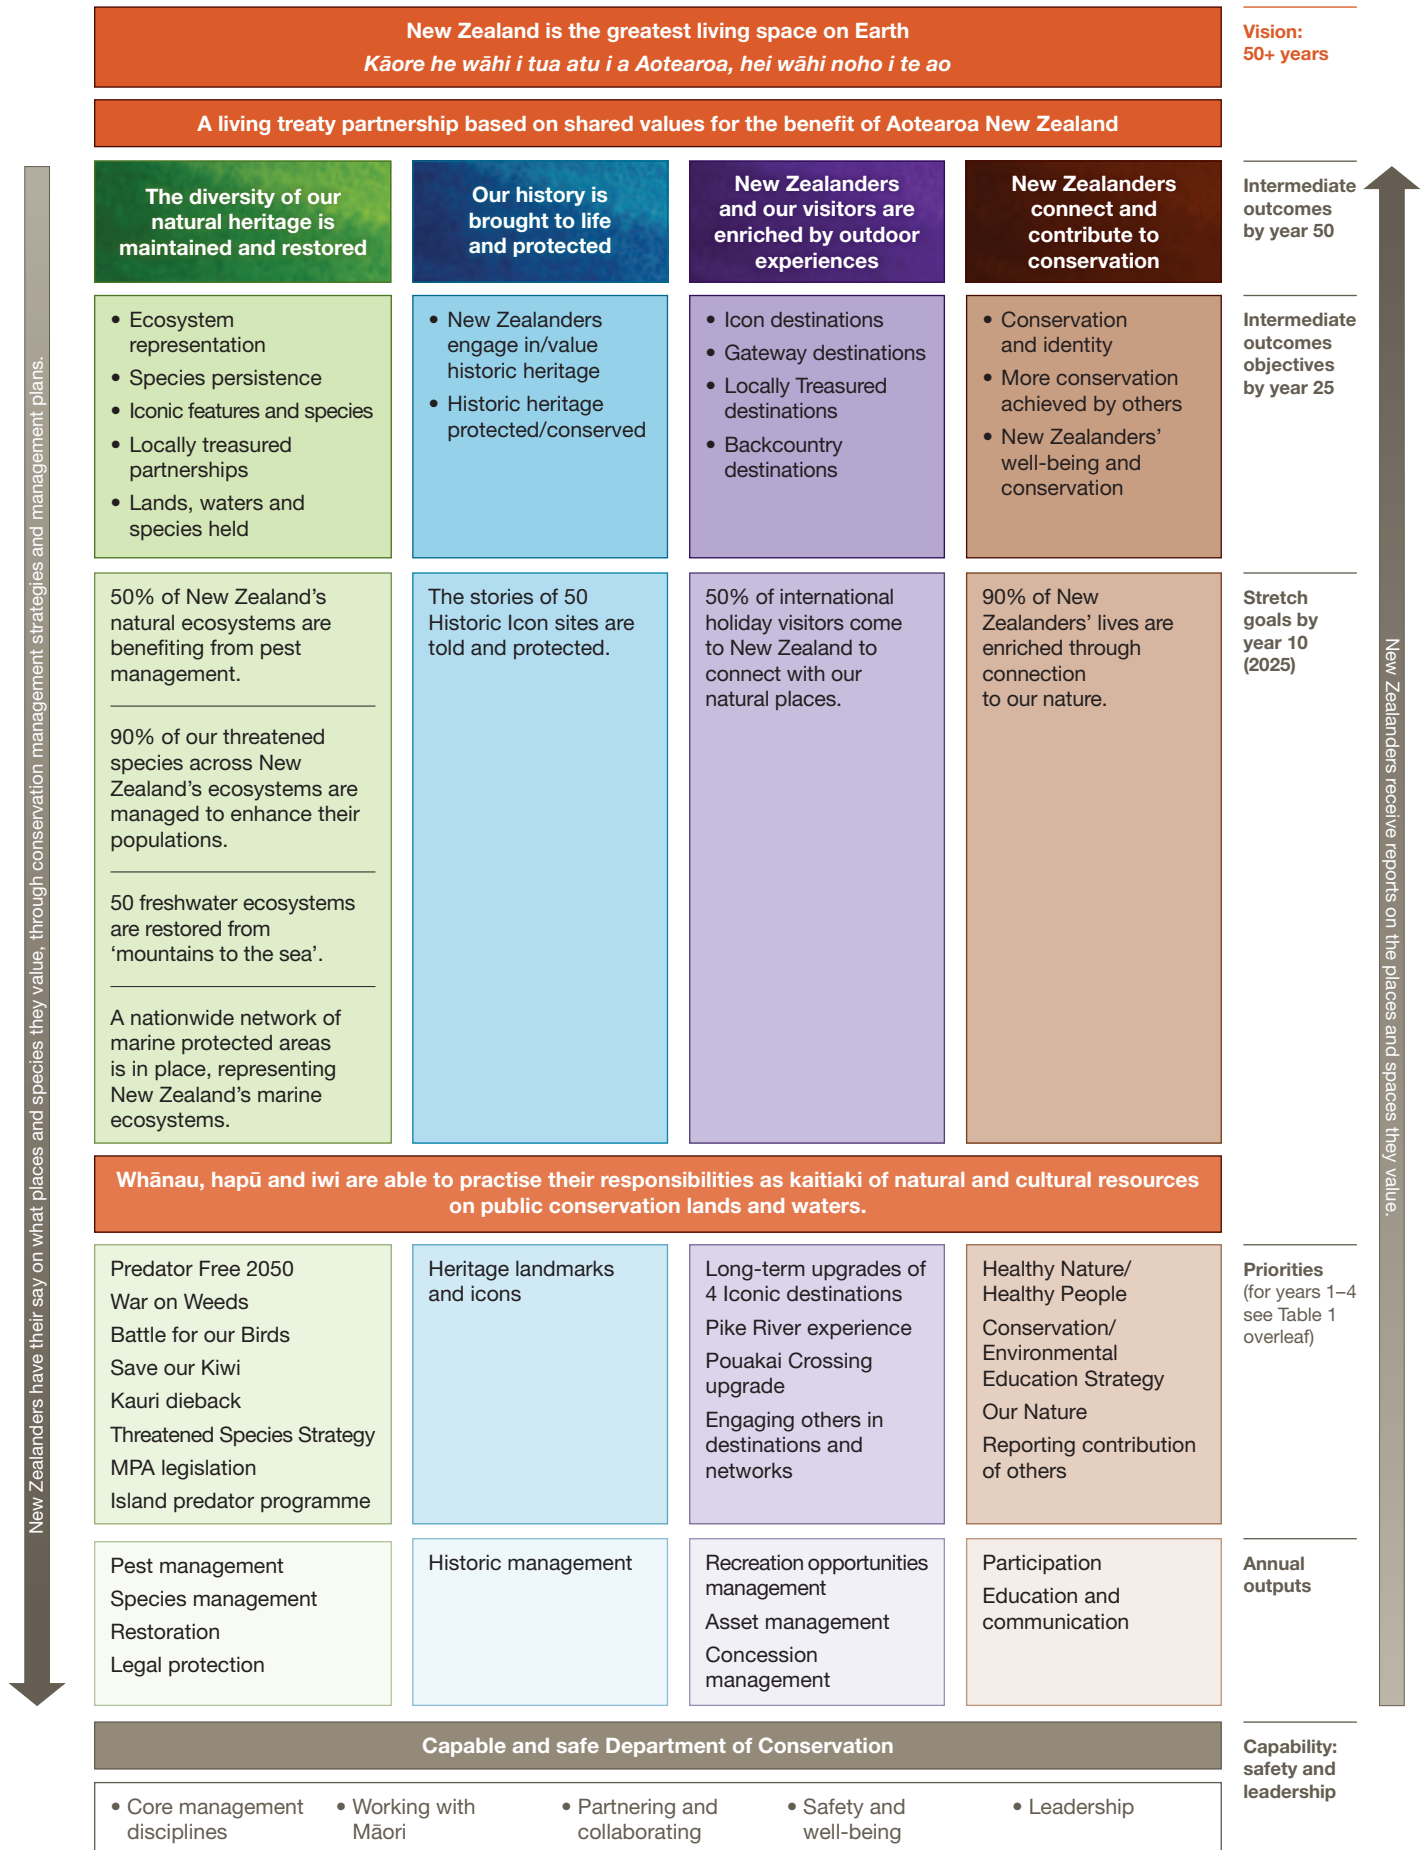 New Zealand is the greatest living space on Earth
Kāore he wāhi i tua atu i a Aotearoa, hei wāhi noho i te ao
Vision:
50+ years
A living treaty partnership based on shared values for the benefit of Aotearoa New Zealand
The diversity of our
natural heritage is
maintained and restored
Our history is
brought to life
and protected
New Zealanders
and our visitors are
enriched by outdoor
experiences
New Zealanders
connect and
contribute to
conservation
Intermediate
outcomes
by year 50
• Ecosystem
representation
• Species persistence
• Iconic features and species
• Locally treasured
partnerships
• Lands, waters and
species held
• New Zealanders
engage in/value
historic heritage
• Historic heritage
protected/conserved
• Icon destinations
• Gateway destinations
• Locally Treasured
destinations
• Backcountry
destinations
• Conservation
and identity
• More conservation
achieved by others
• New Zealanders’
well-being and
conservation
Intermediate
outcomes
objectives
by year 25
50% of New Zealand’s
natural ecosystems are
benefiting from pest
management.
90% of our threatened
species across New
Zealand’s ecosystems are
managed to enhance their
populations.
50 freshwater ecosystems
are restored from
‘mountains to the sea’.
A nationwide network of
marine protected areas
is in place, representing
New Zealand’s marine
ecosystems.
The stories of 50
Historic Icon sites are
told and protected.
50% of international
holiday visitors come
to New Zealand to
connect with our
natural places.
90% of New
Zealanders’ lives are
enriched through
connection
to our nature.
Stretch
goals by
year 10
(2025)
Whānau, hapū and iwi are able to practise their responsibilities as kaitiaki of natural and cultural resources
on public conservation lands and waters.
Predator Free 2050
War on Weeds
Battle for our Birds
Save our Kiwi
Kauri dieback
Threatened Species Strategy
MPA legislation
Island predator programme
Heritage landmarks
and icons
Long-term upgrades of
4 Iconic destinations
Pike River experience
Pouakai Crossing
upgrade
Engaging others in
destinations and
networks
Healthy Nature/
Healthy People
Conservation/
Environmental
Education Strategy
Our Nature
Reporting contribution
of others
Priorities
(for years 1–4
see Table 1
overleaf)
Pest management
Species management
Restoration
Legal protection
Historic management
Recreation opportunities
management
Asset management
Concession
management
Participation
Education and
communication
Annual
outputs
Capable and safe Department of Conservation
• Core management
disciplines
• Working with
Māori
• Partnering and
collaborating
• Safety and
well-being
• Leadership
Capability:
safety and
leadership
New Zealanders have their say on what places and species they value, through conservation management strategies and management plans.
New Zealanders receive reports on the places and spaces they value.